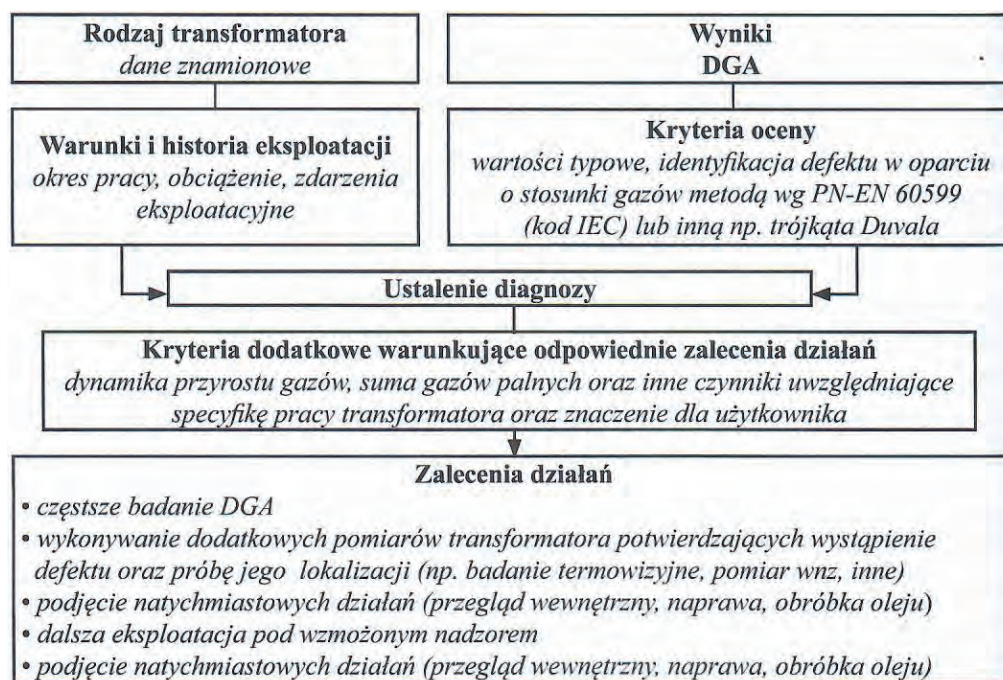 Rodzaj transformatora
dane znamionowe
Wyniki
DGA
Warunki i historia eksploatacji
okres pracy, obciążenie, zdarzenia
eksploatacyjne
Kryteria oceny
wartości typowe, identyfikacja defektu w oparciu
o stosunki gazów metodą wg PN-EN 60599
(kod IEC) lub inną np. trójkąta Duvala
Ustalenie diagnozy
Kryteria dodatkowe warunkujące odpowiednie zalecenia działań
dynamika przyrostu gazów, suma gazów palnych oraz inne czynniki uwzględniające
specyfikę pracy transformatora oraz znaczenie dla użytkownika
Zalecenia działań
• częstsze badanie DGA
• wykonywanie dodatkowych pomiarów transformatora potwierdzających wystąpienie
defektu oraz próbę jego lokalizacji (np. badanie termowizyjne, pomiar wnz, inne)
• podjęcie natychmiastowych działań (przegląd wewnętrzny, naprawa, obróbka oleju)
• dalsza eksploatacja pod wzmożonym nadzorem
• podjęcie natychmiastowych działań (przegląd wewnętrzny, naprawa, obróbka oleju)